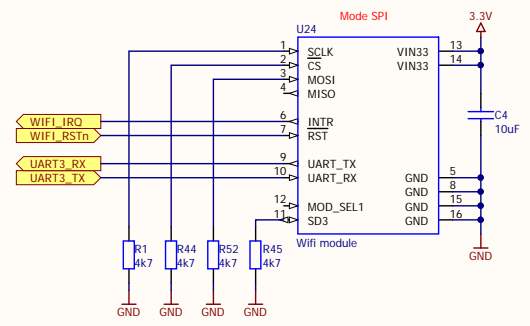 Mode SPI
3.3V
U24
1 SCLK
VIN33 13
2 CS
VIN33 14
3 MOSI
4 MISO
C4
10uF
WIFI_IRQ 6 INTR
WIFI_RSTn 7 RST
UART3_RX 9 UART_TX
UART3_TX 10 UART_RX
GND 5
GND 8
12 MOD_SEL1
GND 15
11 SD3
GND 16
Wifi module
R1
4k7
R44
4k7
R52
4k7
R45
4k7
GND
GND GND GND GND